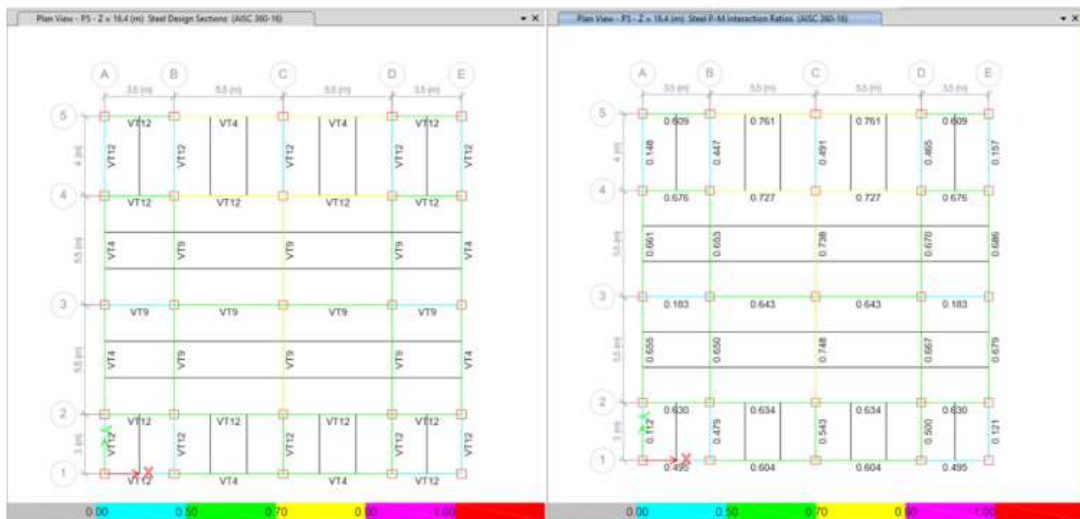 Plan View - P5 - Z = 16.4 (m) Steel Design Sections (AISC 360-16)
A B C D E
3.5 (m) 5.5 (m) 5.5 (m) 3.5 (m)
5
VT12 VT4 VT4 VT12
4 (m)
VT12 VT12 VT12 VT12 VT12
4
VT12 VT12 VT12 VT12
5.5 (m)
VT4 VT9 VT9 VT9 VT4
3
VT9 VT9 VT9 VT9
5.5 (m)
VT4 VT9 VT9 VT9 VT4
2
VT12 VT12 VT12 VT12
3 (m)
VT12 VT12 VT12 VT12 VT12
1
X
VT12 VT4 VT4 VT12
0.00 0.50 0.70
Plan View - P5 - Z = 16.4 (m) Steel P-M Interaction Ratios (AISC 360-16)
A B C D E
3.5 (m) 5.5 (m) 5.5 (m) 3.5 (m)
5
0.609 0.761 0.761 0.609
4 (m)
0.148 0.447 0.491 0.465 0.157
4
0.676 0.727 0.727 0.676
5.5 (m)
0.661 0.653 0.738 0.670 0.686
3
0.183 0.643 0.643 0.183
5.5 (m)
0.655 0.650 0.748 0.667 0.679
2
0.630 0.634 0.634 0.630
3 (m)
0.112 0.479 0.543 0.500 0.121
1
X
0.495 0.604 0.604 0.495
0.00 0.50 0.70